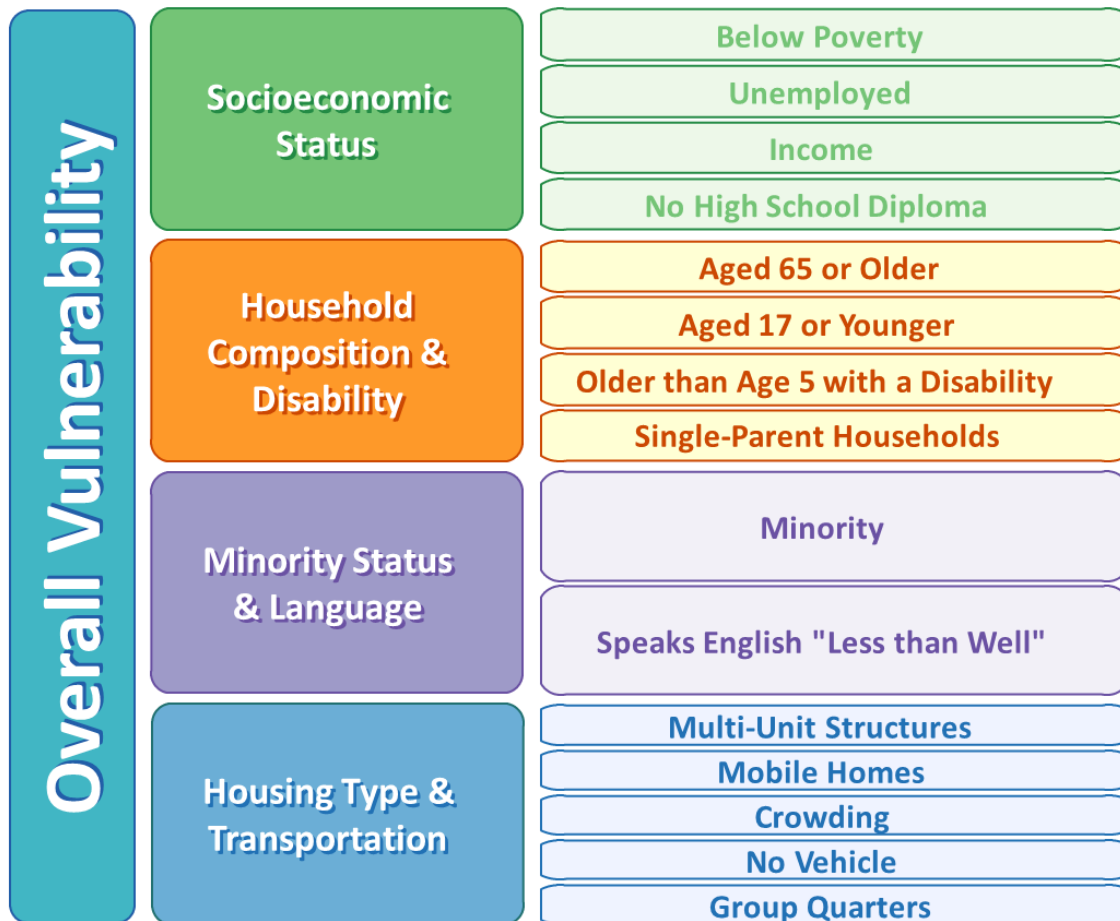 Overall Vulnerability
Socioeconomic
Status
Below Poverty
Unemployed
Income
No High School Diploma
Household
Composition &
Disability
Aged 65 or Older
Aged 17 or Younger
Older than Age 5 with a Disability
Single-Parent Households
Minority Status
& Language
Minority
Speaks English "Less than Well"
Housing Type &
Transportation
Multi-Unit Structures
Mobile Homes
Crowding
No Vehicle
Group Quarters